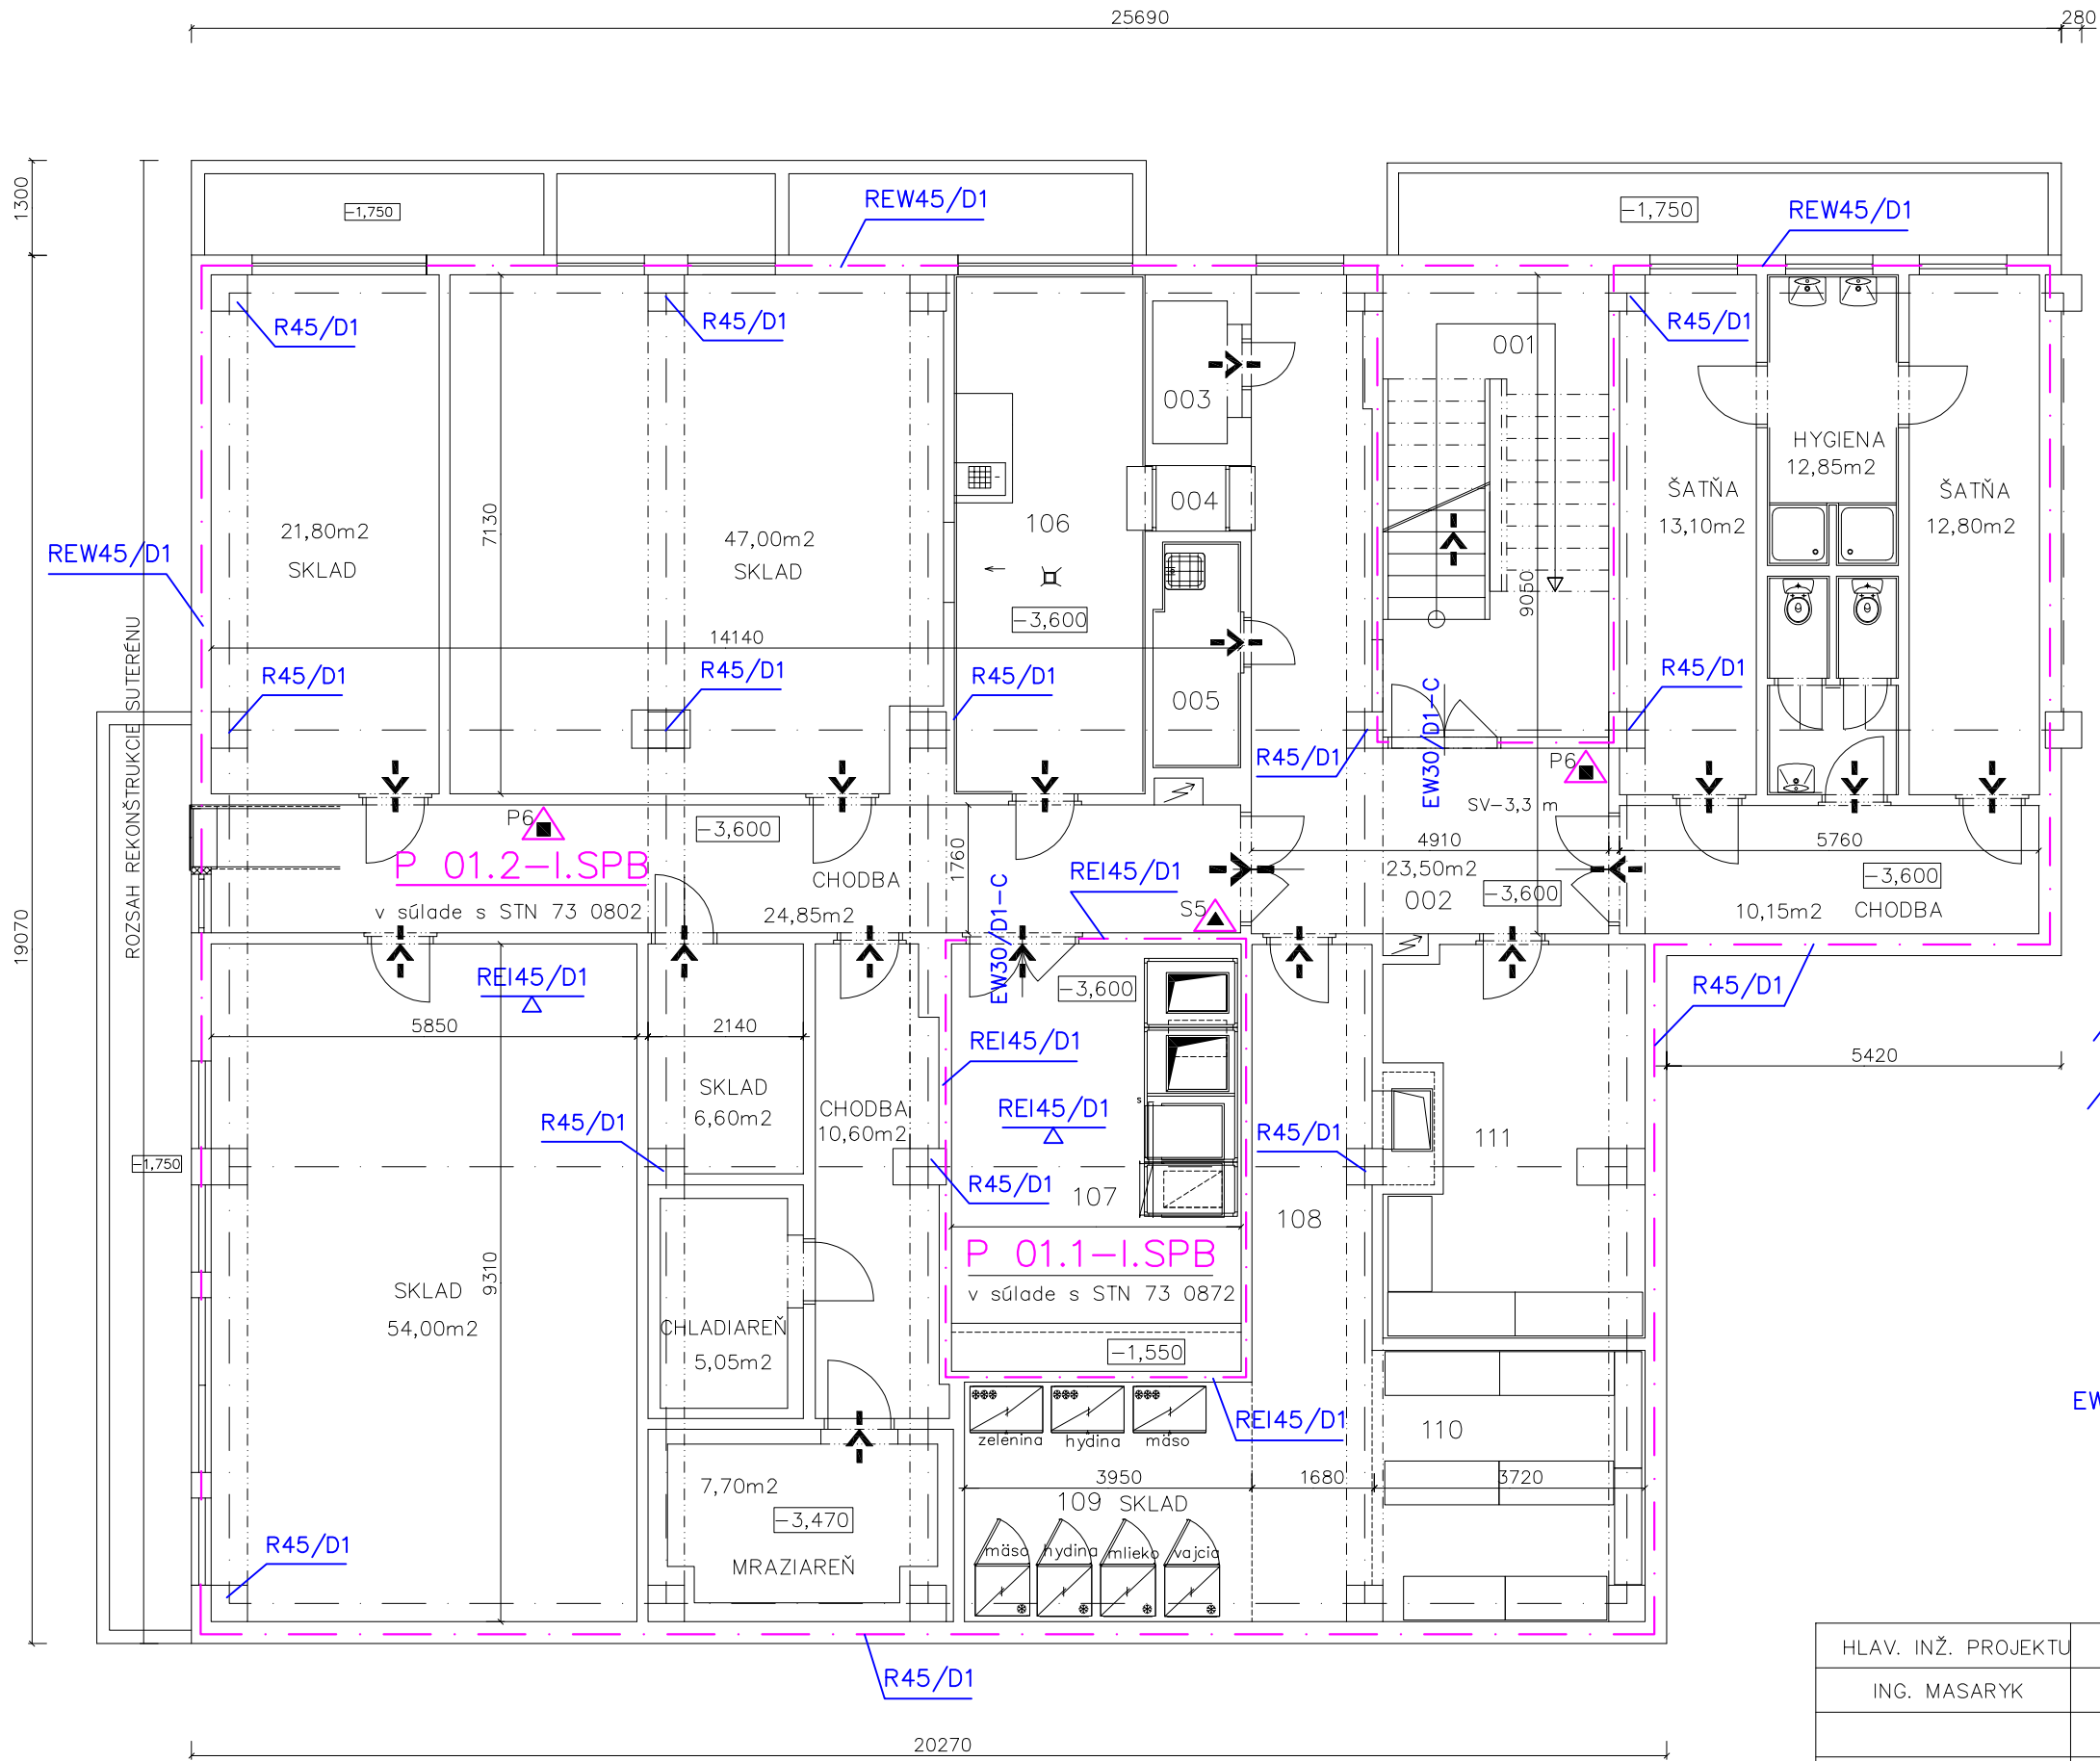 25690
280
1300
-1,750
REW45/D1
-1,750
REW45/D1
R45/D1
R45/D1
R45/D1
001
003
HYGIENA
12,85m2
ŠATŇA
13,10m2
ŠATŇA
12,80m2
004
106
7130
21,80m2
SKLAD
47,00m2
SKLAD
REW45/D1
-3,600
9050
14140
R45/D1
R45/D1
R45/D1
R45/D1
005
ROZSAH REKONŠTRUKCIE SUTERÉNU
R45/D1
EW30/D1-C
P6
SV-3,3 m
P6
-3,600
P 01.2-I.SPB
v súlade s STN 73 0802
CHODBA
24,85m2
1760
4910
23,50m2
002
-3,600
5760
-3,600
10,15m2 CHODBA
REI45/D1
S5
EW30/D1-C
19070
REI45/D1
-3,600
R45/D1
5850
2140
REI45/D1
5420
SKLAD
6,60m2
CHODBA
10,60m2
REI45/D1
s
R45/D1
R45/D1
111
-1,750
R45/D1
107
108
P 01.1-I.SPB
v súlade s STN 73 0872
9310
SKLAD
54,00m2
CHLADIAREŇ
5,05m2
-1,550
EW
REI45/D1
zelenina
hydina
mäso
110
3950
1680
3720
7,70m2
-3,470
109 SKLAD
mäso
hydina
mlieko
vajcia
R45/D1
MRAZIAREŇ
R45/D1
HLAV. INŽ. PROJEKTU
ING. MASARYK
20270